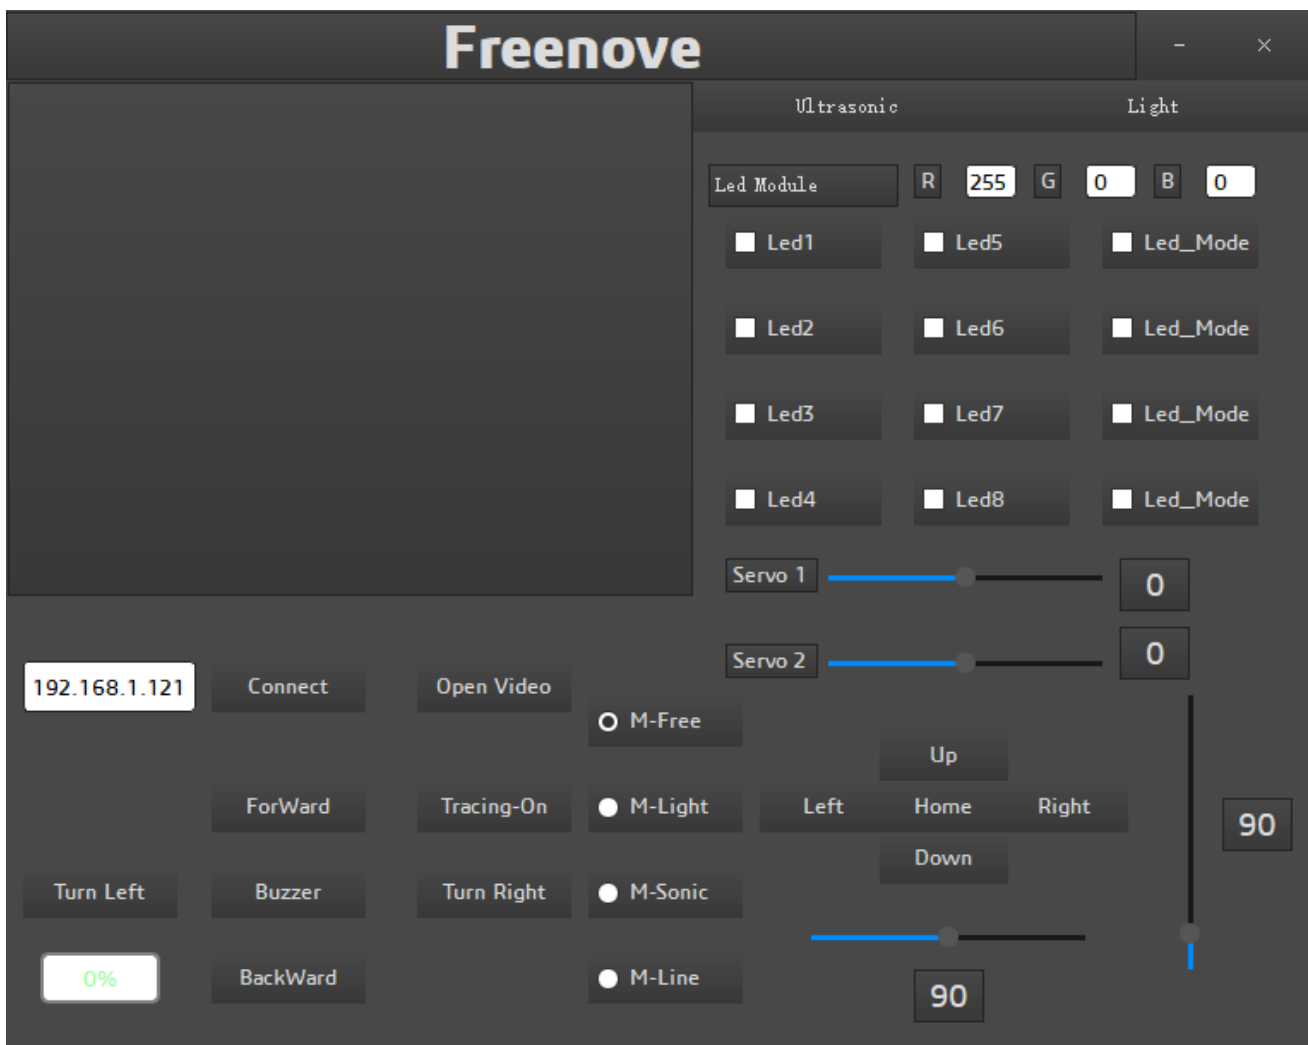 Freenove
Ultrasonic Light
Led Module R 255 G 0 B 0
Led1 Led5 Led_Mode
Led2 Led6 Led_Mode
Led3 Led7 Led_Mode
Led4 Led8 Led_Mode
Servo 1 0
Servo 2 0
192.168.1.121 Connect Open Video
M-Free
Up
ForWard Tracing-On M-Light Left Home Right
90
Down
Turn Left Buzzer Turn Right M-Sonic
0% BackWard M-Line
90